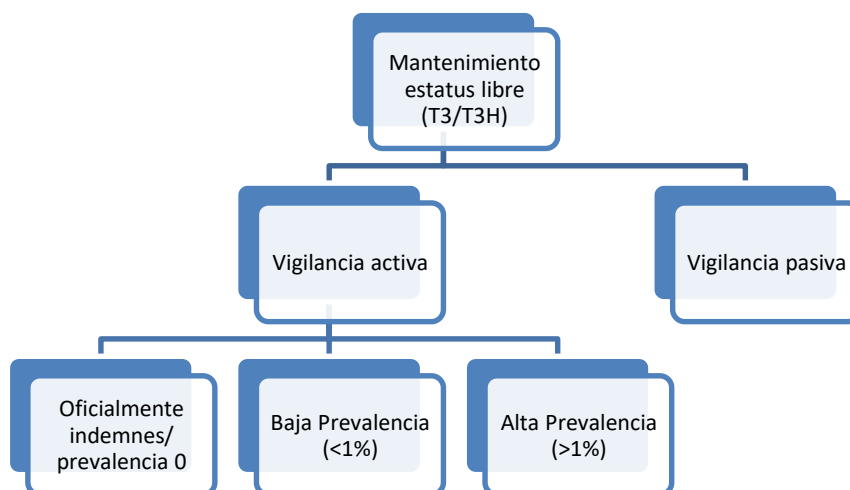 Mantenimiento
estatus libre
(T3/T3H)
Vigilancia activa
Vigilancia pasiva
Oficialmente
indemnes/
prevalencia 0
Baja Prevalencia
(<1%)
Alta Prevalencia
(>1%)